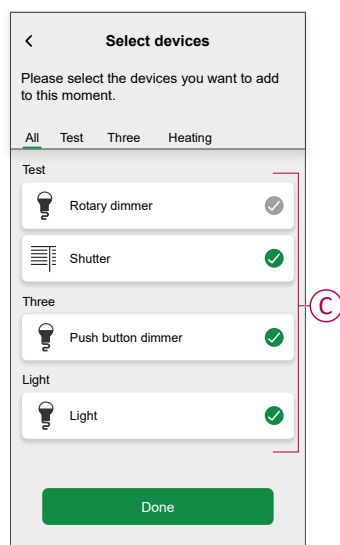 Select devices
Please select the devices you want to add
to this moment.
All Test Three Heating
Test
Rotary dimmer
Shutter
Three
Push button dimmer
Light
Light
Done
C